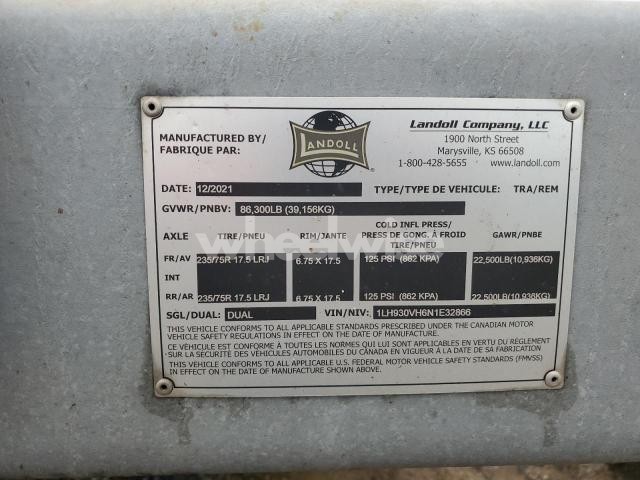 MANUFACTURED BY/
FABRIQUE PAR:
LANDOLL
Landoll Company, LLC
1900 North Street
Marysville, KS 66508
1-800-428-5655 www.landoll.com
DATE: 12/2021 TYPE/TYPE DE VEHICULE: TRA/REM
GVWR/PNBV: 86,300LB (39,156KG)
AXLE TIRE/PNEU RIM/JANTE COLD INFL PRESS/ PRESS DE GONG. À FROID TIRE/PNEU GAWR/PNBE
FR/AV 235/75R 17.5 LRJ 6.75 X 17.5 125 PSI (862 KPA) 22,500LB(10,936KG)
INT
RR/AR 235/75R 17.5 LRJ 6.75 X 17.5 125 PSI (862 KPA) 22,500LB(10,936KG)
SGL/DUAL: DUAL VIN/NIV: 1LH930VH6N1E32866
THIS VEHICLE CONFORMS TO ALL APPLICABLE STANDARDS PRESCRIBED UNDER THE CANADIAN MOTOR
VEHICLE SAFETY REGULATIONS IN EFFECT ON THE DATE OF MANUFACTURE.
CE VÉHICULE EST CONFORME À TOUTES LES NORMES QUI LUI SONT APPLICABLES EN VERTU DU RÈGLEMENT
SUR LA SECURITÉ DES VÉHICULES AUTOMOBILES DU CANADA EN VIGUEUR À LA DATE DE SA FABRICATION
THIS VEHICLE CONFORMS TO ALL APPLICABLE U.S. FEDERAL MOTOR VEHICLE SAFETY STANDARDS (FMVSS)
IN EFFECT ON THE DATE OF MANUFACTURE.